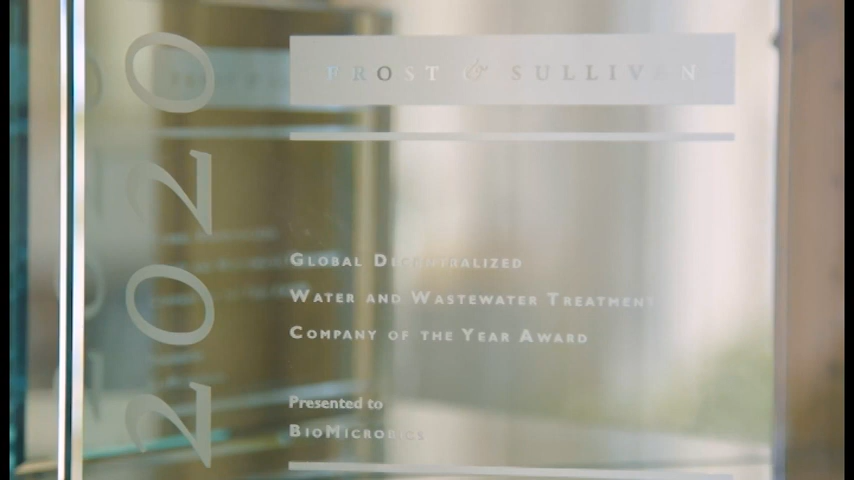 2020
FROST & SULLIVAN
GLOBAL DECENTRALIZED
WATER AND WASTEWATER TREATMENT
COMPANY OF THE YEAR AWARD
Presented to
BIOMICROBICS